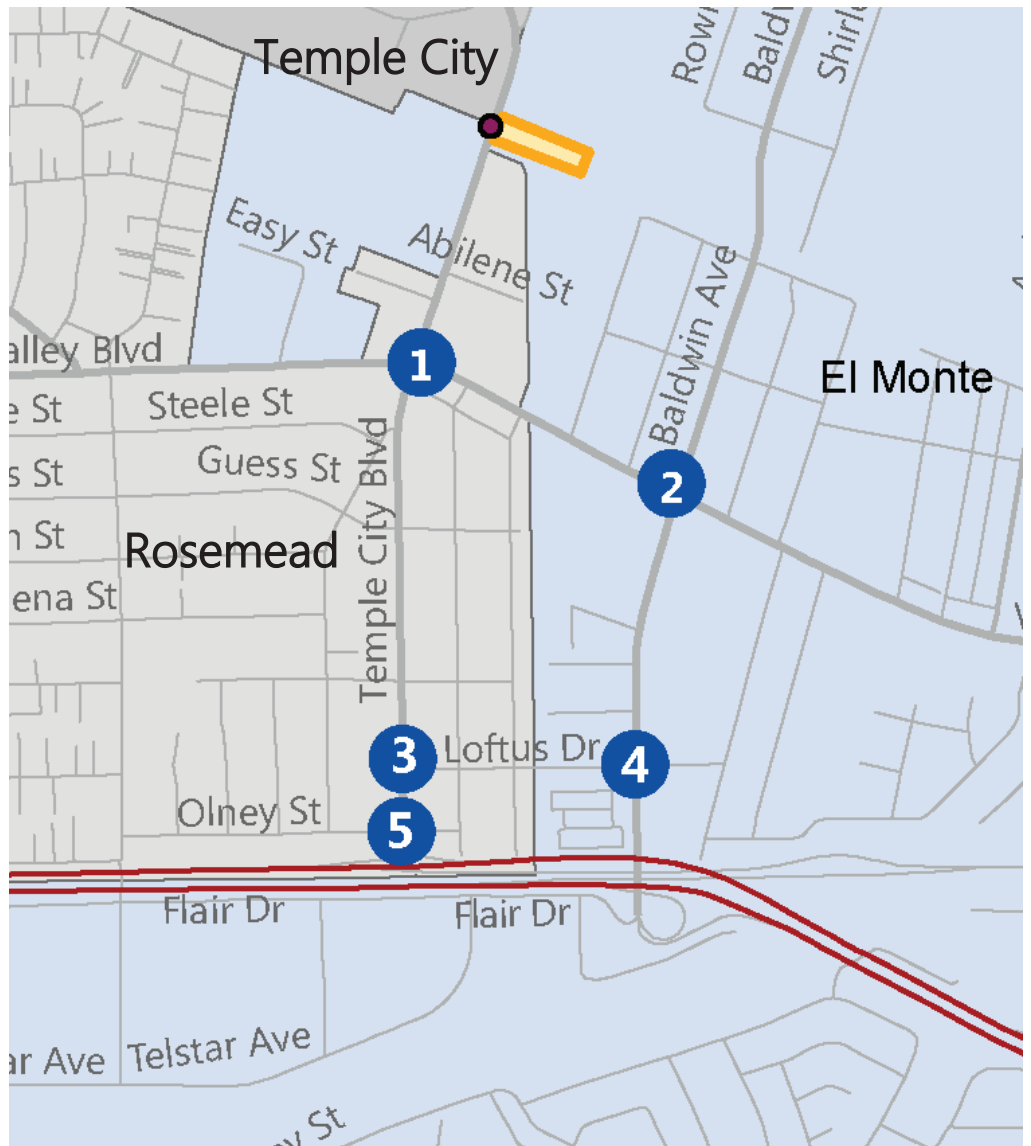 Temple City
Rowl
Baldw
Shirle
Easy St
Abilene St
Baldwin Ave
alley Blvd
1
El Monte
e St
Steele St
s St
Guess St
Temple City Blvd
2
n St
Rosemead
ena St
3
Loftus Dr
4
Olney St
5
Flair Dr
Flair Dr
ar Ave
Telstar Ave
y St